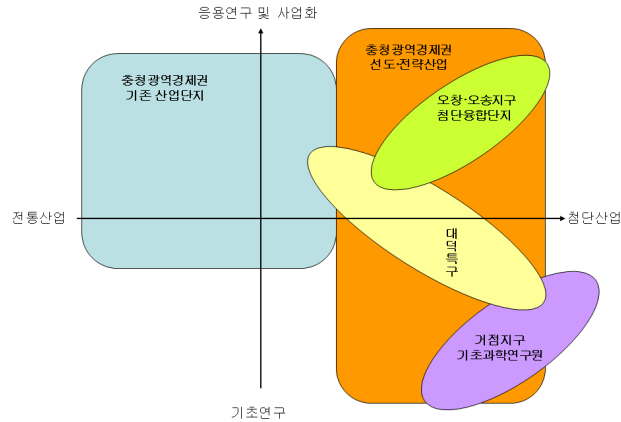 응용연구 및 사업화
충청광역경제권
기존 산업단지
충청광역경제권
선도·전략산업
오창·오송지구
첨단융합단지
전통산업
첨단산업
대덕특구
거점지구
기초과학연구원
기초연구